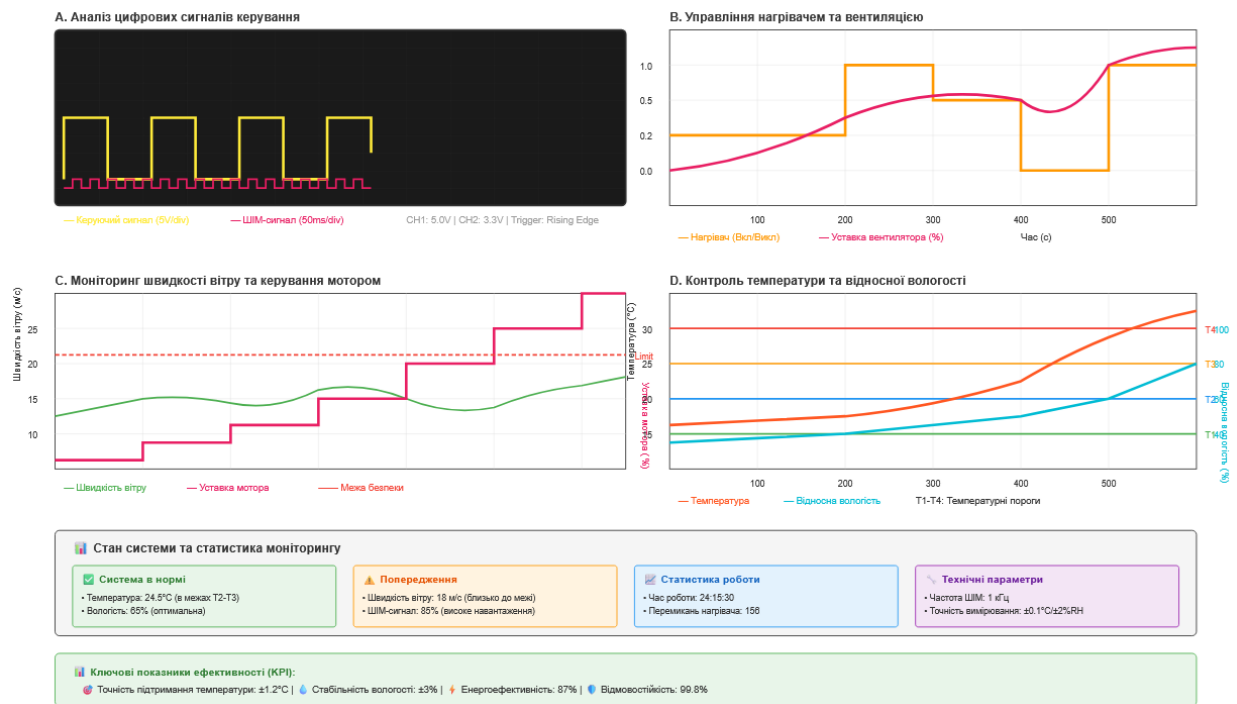 A. Аналіз цифрових сигналів керування
— Керуючий сигнал (5V/div) — ШІМ-сигнал (50ms/div) CH1: 5.0V | CH2: 3.3V | Trigger: Rising Edge
B. Управління нагрівачем та вентиляцією
1.0
0.5
0.2
0.0
100 200 300 400 500
— Нагрівач (Вкл/Викл) — Уставка вентилятора (%) Час (с)
C. Моніторинг швидкості вітру та керування мотором
Швидкість вітру (м/с)
25
20
15
10
Limit
Уставка мотора (%)
— Швидкість вітру — Уставка мотора — Межа безпеки
D. Контроль температури та відносної вологості
Температура (°C)
30
25
20
15
T4 100
T3 80
T2 60
T1 40
Відносна вологість (%)
100 200 300 400 500
— Температура — Відносна вологість T1-T4: Температурні пороги
📊 Стан системи та статистика моніторингу
✅ Система в нормі
• Температура: 24.5°C (в межах T2-T3)
• Вологість: 65% (оптимальна)
⚠️ Попередження
• Швидкість вітру: 18 м/с (близько до межі)
• ШІМ-сигнал: 85% (високе навантаження)
📈 Статистика роботи
• Час роботи: 24:15:30
• Перемикань нагрівача: 156
🔧 Технічні параметри
• Частота ШІМ: 1 кГц
• Точність вимірювання: ±0.1°C/±2%RH
📊 Ключові показники ефективності (KPI):
🎯 Точність підтримання температури: ±1.2°C | 💧 Стабільність вологості: ±3% | ⚡ Енергоефективність: 87% | 🛡️ Відмовостійкість: 99.8%